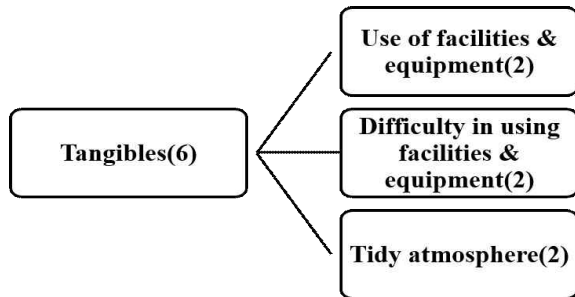 Tangibles(6)
Use of facilities &
equipment(2)
Difficulty in using
facilities &
equipment(2)
Tidy atmosphere(2)